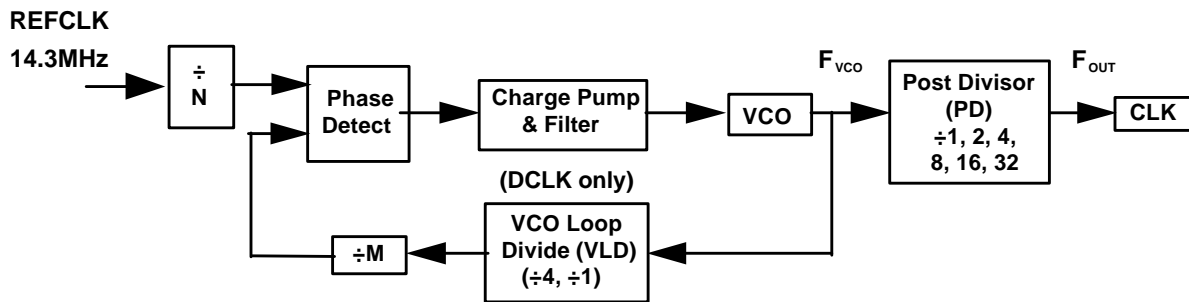 REFCLK
14.3MHz
÷
N
Phase
Detect
Charge Pump
& Filter
VCO
F VCO
Post Divisor
(PD)
÷1, 2, 4,
8, 16, 32
F OUT
CLK
(DCLK only)
VCO Loop
Divide (VLD)
(÷4, ÷1)
÷M